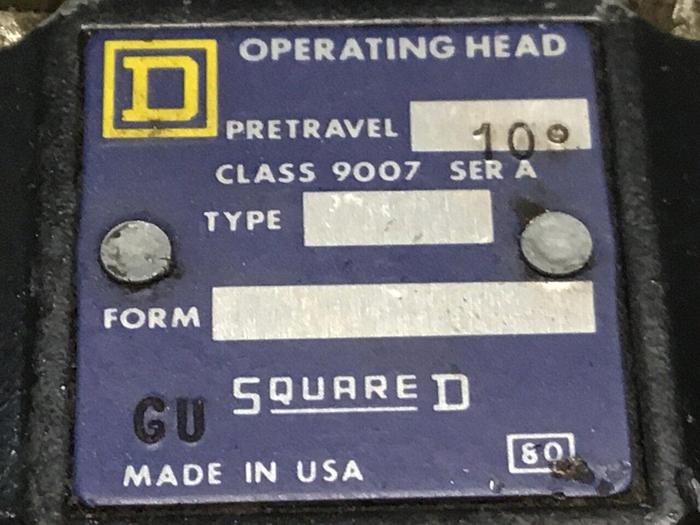 D
OPERATING HEAD
PRETRAVEL 10°
CLASS 9007 SER A
TYPE
FORM
SQUARE D
GU
80
MADE IN USA